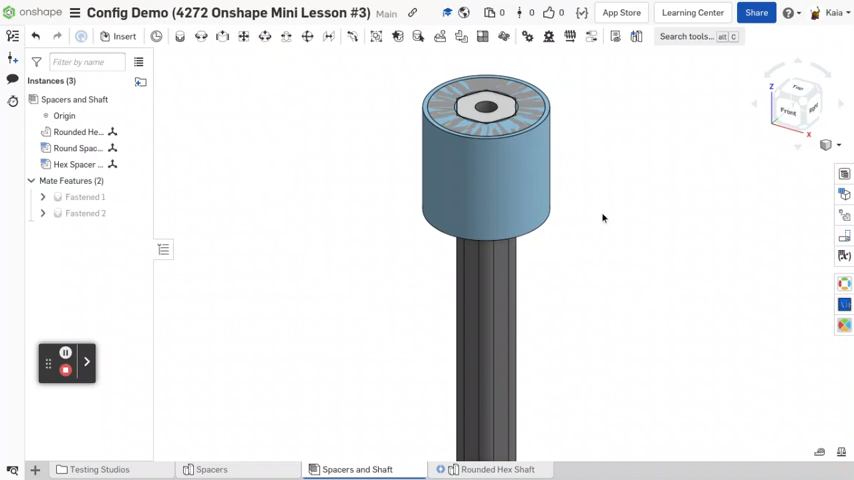 onshape Config Demo (4272 Onshape Mini Lesson #3) Main 0 0 0 App Store Learning Center Share Kaia
Insert Search tools... alt C
Filter by name
Instances (3)
Spacers and Shaft
Origin
Rounded He...
Round Spac...
Hex Spacer ...
Mate Features (2)
Fastened 1
Fastened 2
Z
Top
Front
Right
X
Testing Studios Spacers Spacers and Shaft Rounded Hex Shaft